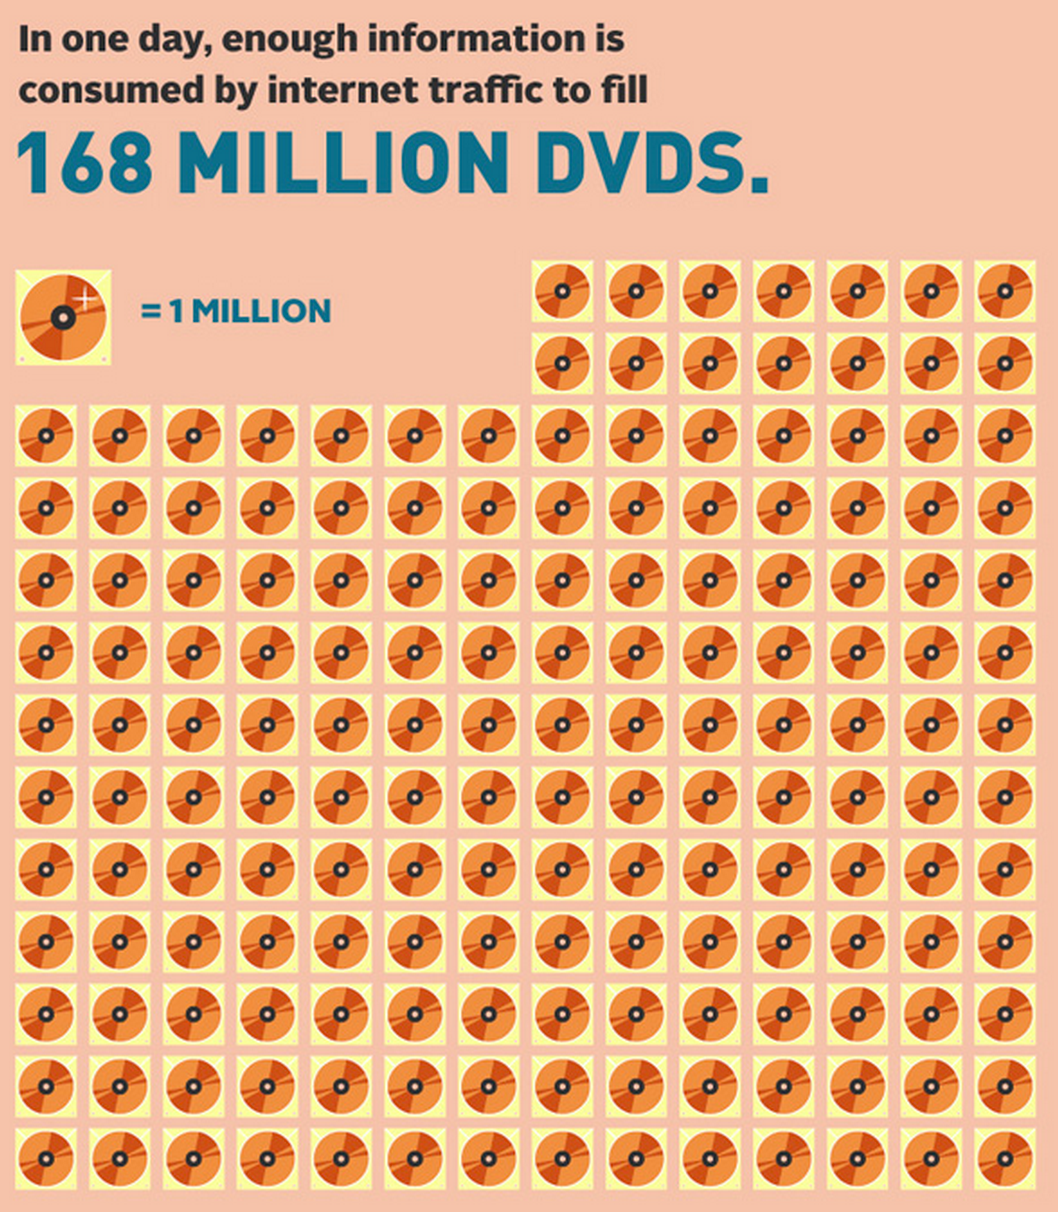 In one day, enough information is
consumed by internet traffic to fill
168 MILLION DVDS.
= 1 MILLION